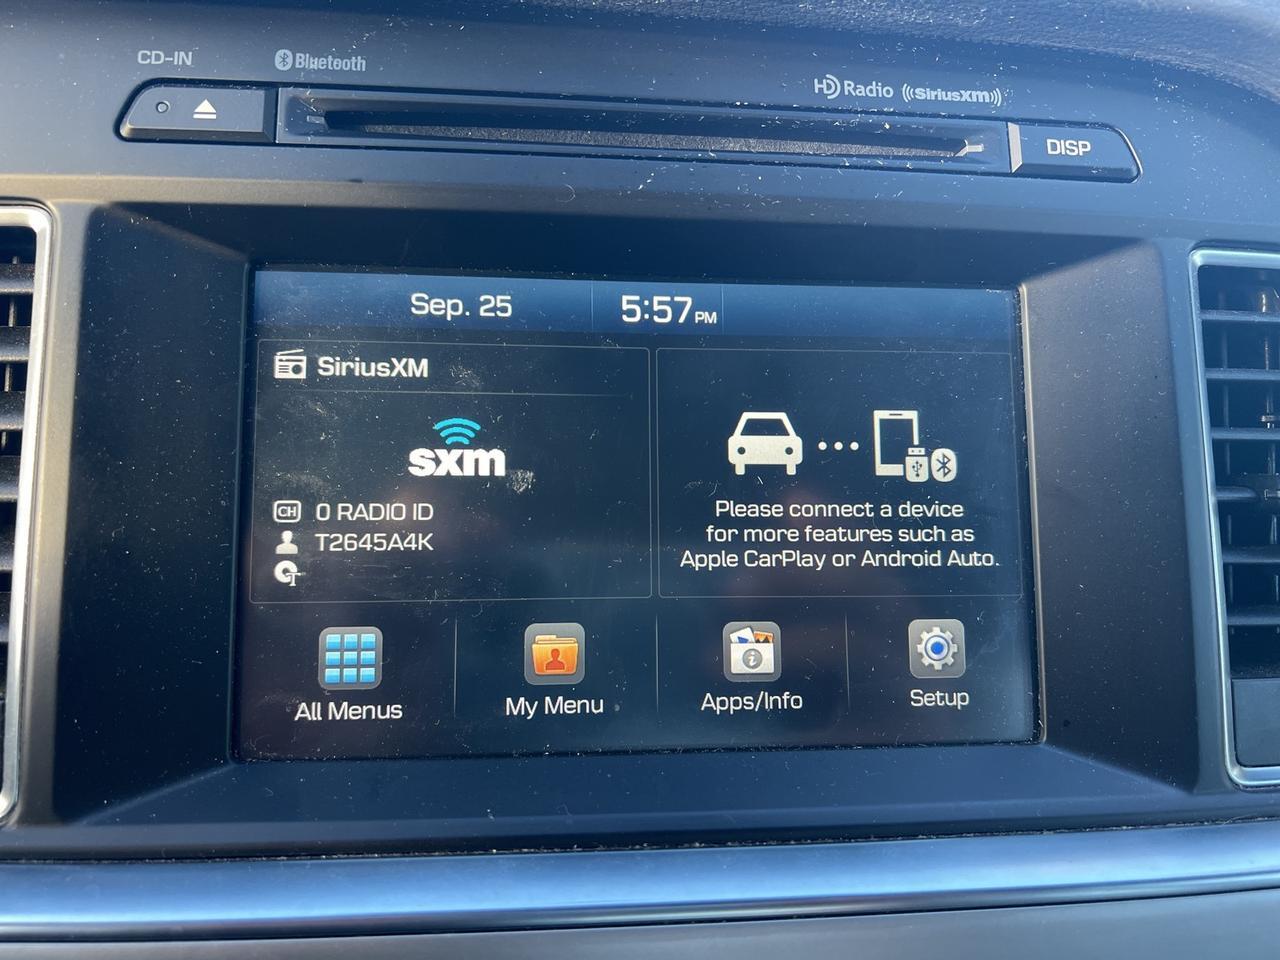 CD-IN
Bluetooth
HD Radio ((SiriusXM))
DISP
Sep. 25
5:57 PM
SiriusXM
sxm
CH 0 RADIO ID
T2645A4K
T
Please connect a device
for more features such as
Apple CarPlay or Android Auto.
All Menus
My Menu
Apps/Info
Setup